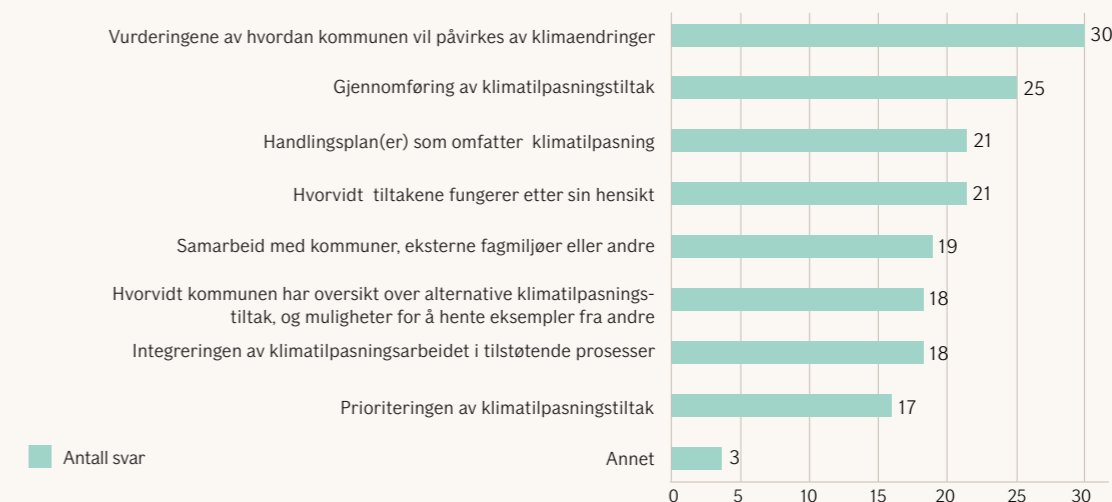 Vurderingene av hvordan kommunen vil påvirkes av klimaendringer 30
Gjennomføring av klimatilpasningstiltak 25
Handlingsplan(er) som omfatter klimatilpasning 21
Hvorvidt tiltakene fungerer etter sin hensikt 21
Samarbeid med kommuner, eksterne fagmiljøer eller andre 19
Hvorvidt kommunen har oversikt over alternative klimatilpasnings-
tiltak, og muligheter for å hente eksempler fra andre 18
Integreringen av klimatilpasningsarbeidet i tilstøtende prosesser 18
Prioriteringen av klimatilpasningstiltak 17
Annet 3
Antall svar
0 5 10 15 20 25 30